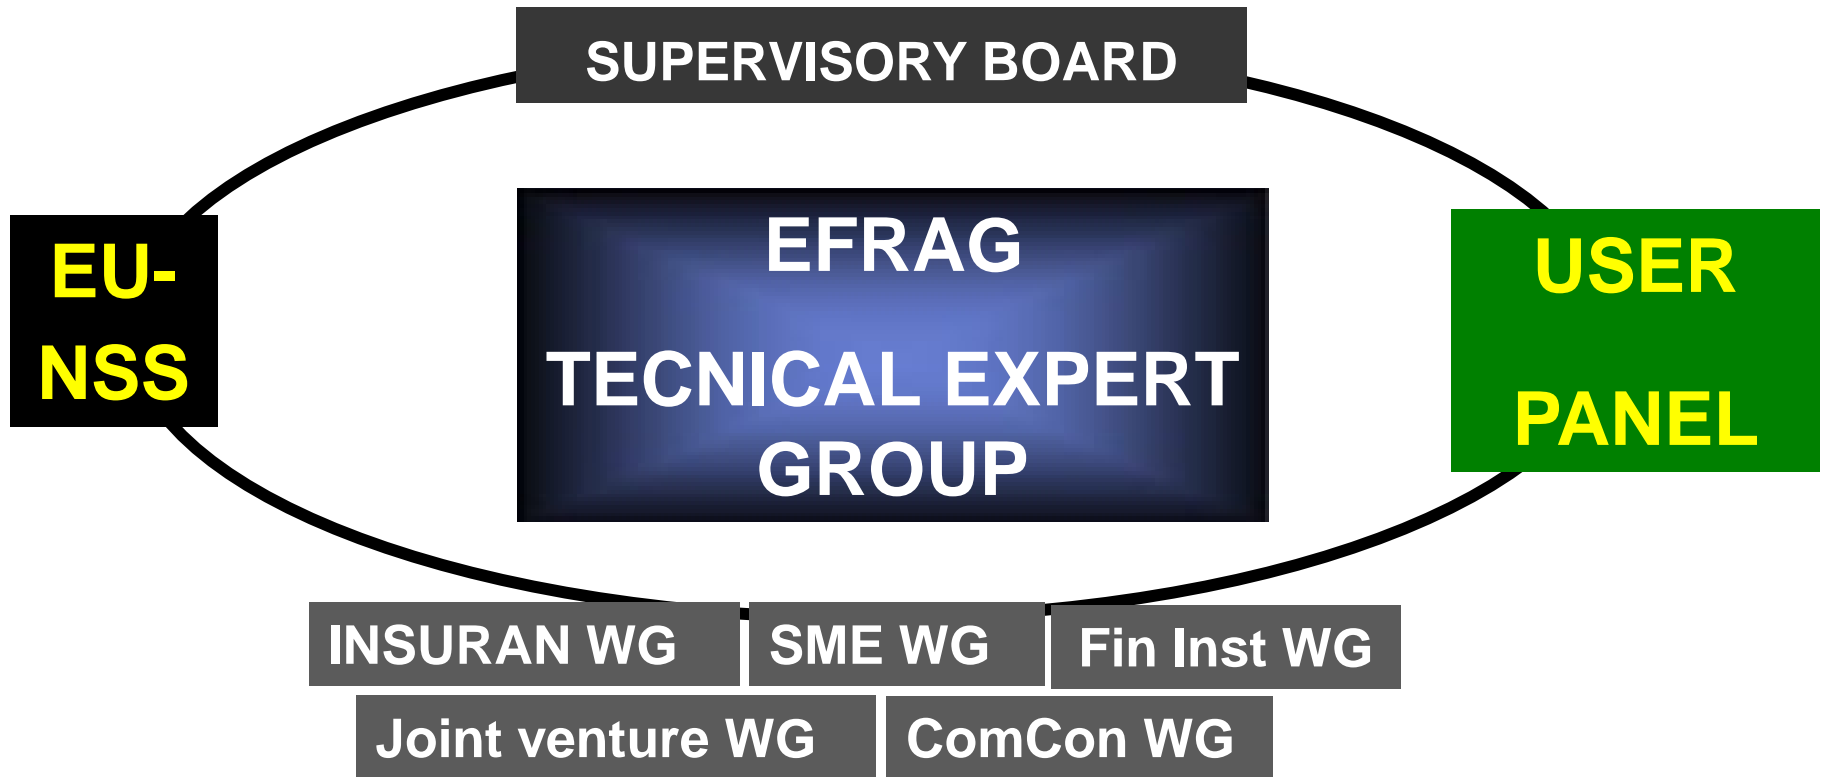 SUPERVISORY BOARD
EU-
NSS
EFRAG
TECNICAL EXPERT
GROUP
USER
PANEL
INSURAN WG
SME WG
Fin Inst WG
Joint venture WG
ComCon WG